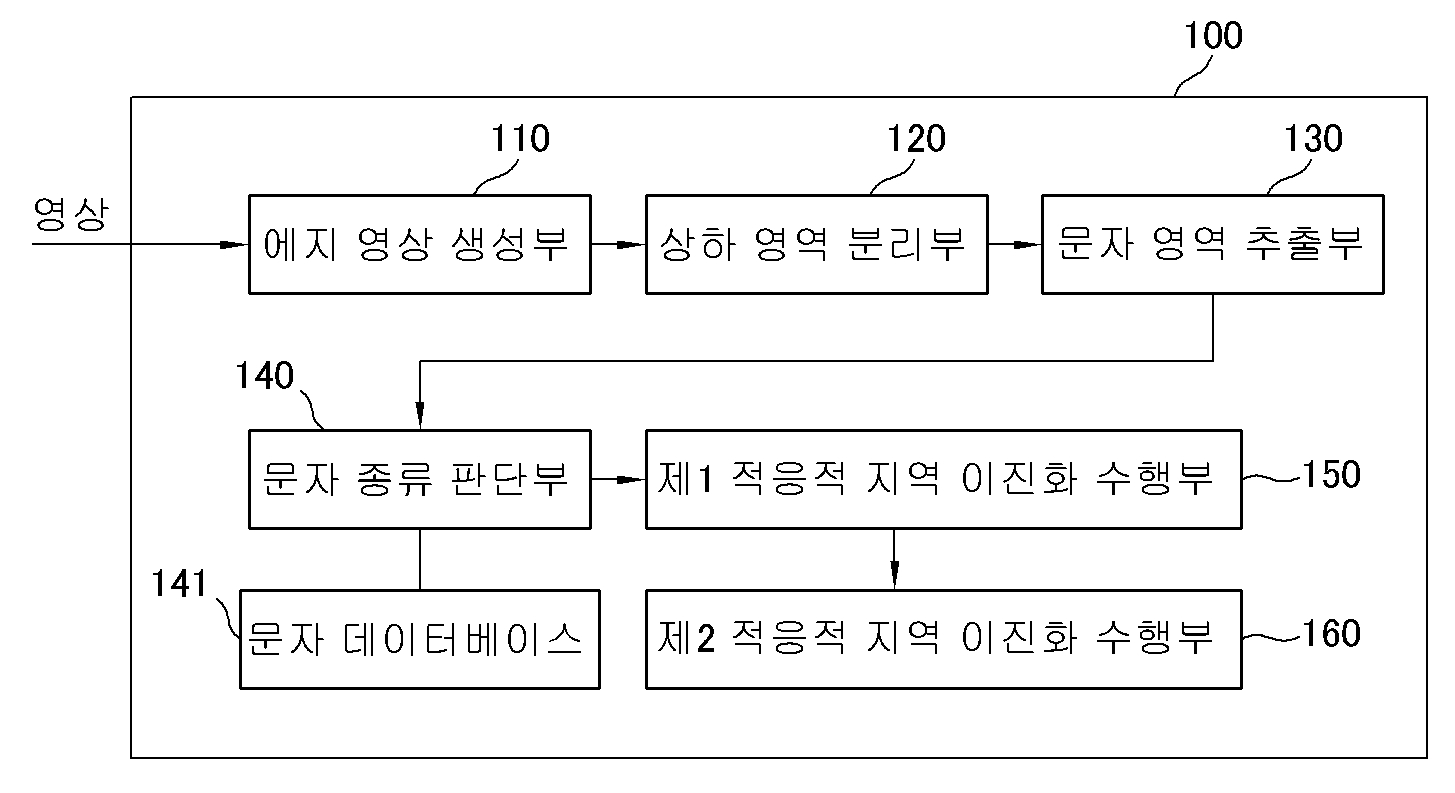 100
110
120
130
영상
에지 영상 생성부
상하 영역 분리부
문자 영역 추출부
140
문자 종류 판단부
제1 적응적 지역 이진화 수행부
150
141
문자 데이터베이스
제2 적응적 지역 이진화 수행부
160